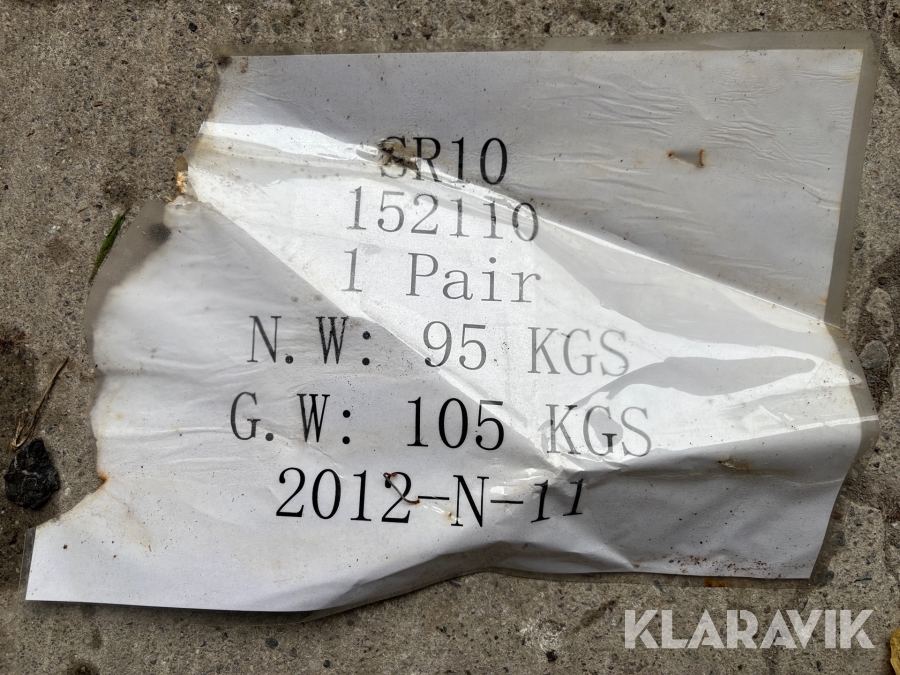 SR10
152110
1 Pair
N.W: 95 KGS
G.W: 105 KGS
2012-N-11
KLARAVIK